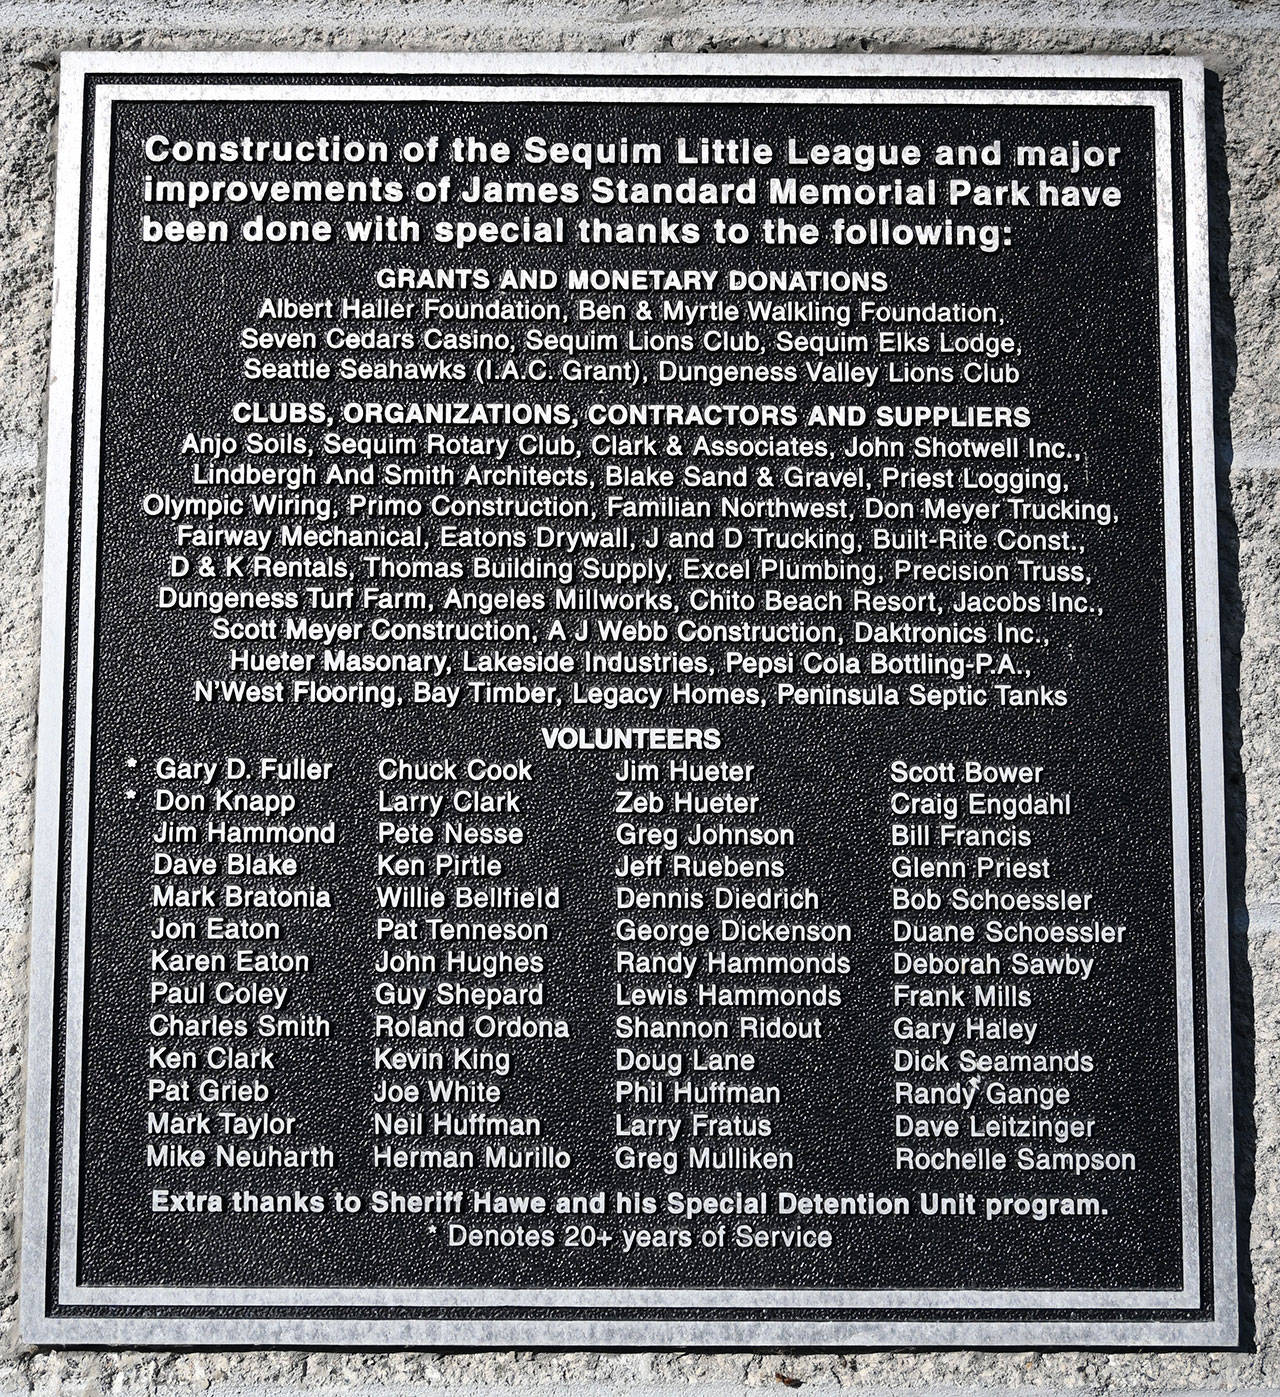 Construction of the Sequim Little League and major
improvements of James Standard Memorial Park have
been done with special thanks to the following:
GRANTS AND MONETARY DONATIONS
Albert Haller Foundation, Ben & Myrtle Walkling Foundation,
Seven Cedars Casino, Sequim Lions Club, Sequim Elks Lodge,
Seattle Seahawks (I.A.C. Grant), Dungeness Valley Lions Club
CLUBS, ORGANIZATIONS, CONTRACTORS AND SUPPLIERS
Anjo Soils, Sequim Rotary Club, Clark & Associates, John Shotwell Inc.,
Lindbergh And Smith Architects, Blake Sand & Gravel, Priest Logging,
Olympic Wiring, Primo Construction, Familian Northwest, Don Meyer Trucking,
Fairway Mechanical, Eatons Drywall, J and D Trucking, Built-Rite Const.,
D & K Rentals, Thomas Building Supply, Excel Plumbing, Precision Truss,
Dungeness Turf Farm, Angeles Millworks, Chito Beach Resort, Jacobs Inc.,
Scott Meyer Construction, A J Webb Construction, Daktronics Inc.,
Hueter Masonary, Lakeside Industries, Pepsi Cola Bottling-P.A.,
N'West Flooring, Bay Timber, Legacy Homes, Peninsula Septic Tanks
VOLUNTEERS
* Gary D. Fuller Chuck Cook Jim Hueter Scott Bower
* Don Knapp Larry Clark Zeb Hueter Craig Engdahl
Jim Hammond Pete Nesse Greg Johnson Bill Francis
Dave Blake Ken Pirtle Jeff Ruebens Glenn Priest
Mark Bratonia Willie Bellfield Dennis Diedrich Bob Schoessler
Jon Eaton Pat Tenneson George Dickenson Duane Schoessler
Karen Eaton John Hughes Randy Hammonds Deborah Sawby
Paul Coley Guy Shepard Lewis Hammonds Frank Mills
Charles Smith Roland Ordona Shannon Ridout Gary Haley
Ken Clark Kevin King Doug Lane Dick Seamands
Pat Grieb Joe White Phil Huffman Randy Gange
Mark Taylor Neil Huffman Larry Fratus Dave Leitzinger
Mike Neuharth Herman Murillo Greg Mulliken Rochelle Sampson
Extra thanks to Sheriff Hawe and his Special Detention Unit program.
* Denotes 20+ years of Service